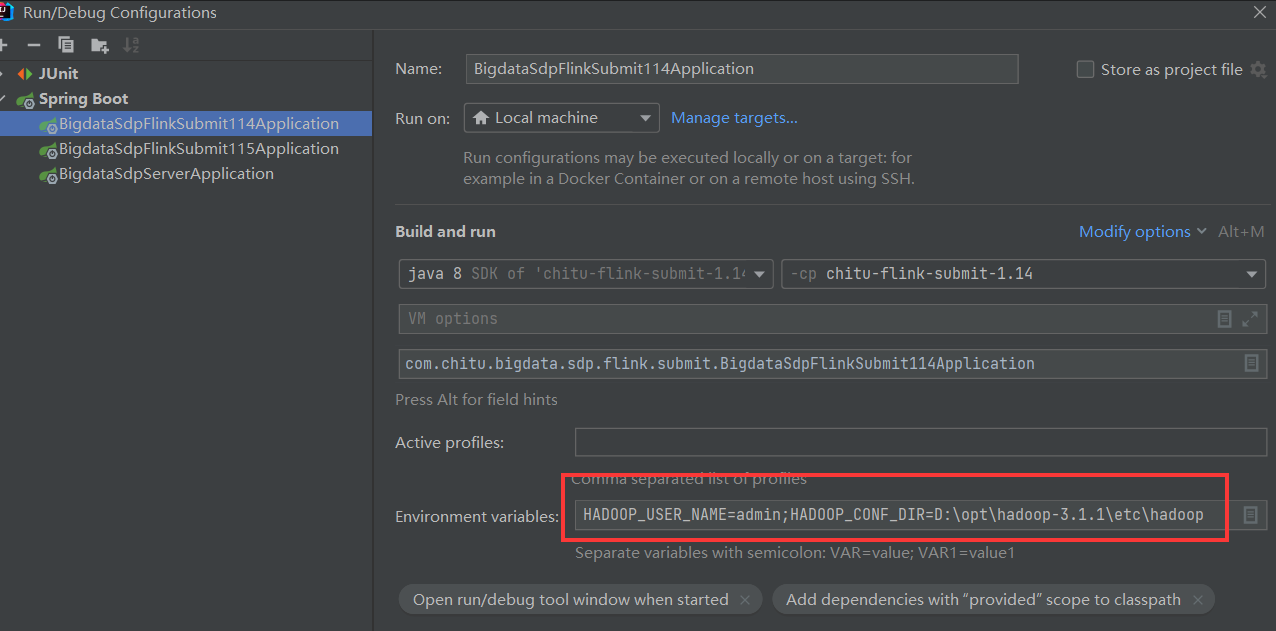 Run/Debug Configurations
JUnit
Spring Boot
BigdataSdpFlinkSubmit114Application
BigdataSdpFlinkSubmit115Application
BigdataSdpServerApplication
Name: BigdataSdpFlinkSubmit114Application Store as project file
Run on: Local machine Manage targets...
Run configurations may be executed locally or on a target: for
example in a Docker Container or on a remote host using SSH.
Build and run Modify options Alt+M
java 8 SDK of 'chitu-flink-submit-1.14 -cp chitu-flink-submit-1.14
VM options
com.chitu.bigdata.sdp.flink.submit.BigdataSdpFlinkSubmit114Application
Press Alt for field hints
Active profiles:
Comma separated list of profiles
Environment variables: HADOOP_USER_NAME=admin;HADOOP_CONF_DIR=D:\opt\hadoop-3.1.1\etc\hadoop
Separate variables with semicolon: VAR=value; VAR1=value1
Open run/debug tool window when started × Add dependencies with “provided” scope to classpath ×